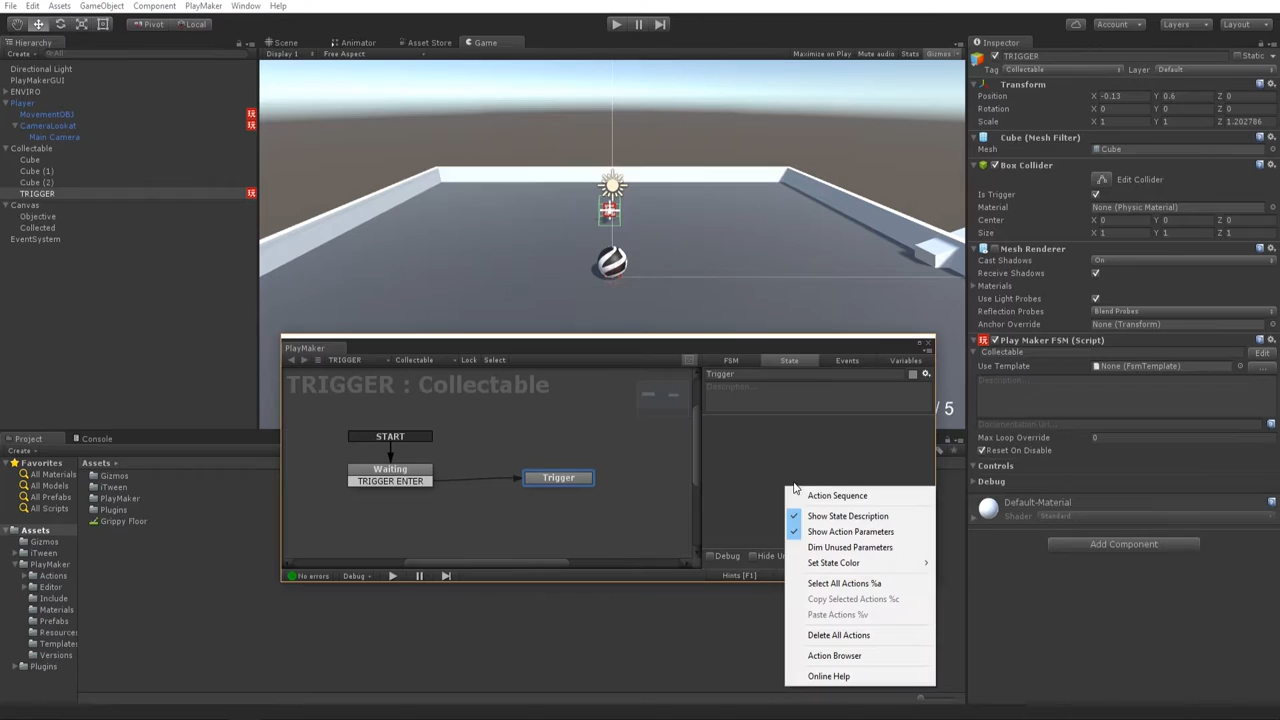 File Edit Assets GameObject Component PlayMaker Window Help
Pivot Local Account Layers Layout
Hierarchy
Create All
Directional Light
PlayMakerGUI
ENVIRO
Player
MovementOBJ
CameraLookat
Main Camera
Collectable
Cube
Cube (1)
Cube (2)
TRIGGER
Canvas
Objective
Collected
EventSystem
Scene Animator Asset Store Game
Display 1 Free Aspect Maximize on Play Mute audio Stats Gizmos
/ 5
PlayMaker
TRIGGER Collectable Lock Select FSM State Events Variables
TRIGGER : Collectable
START
Waiting
TRIGGER ENTER
Trigger
Trigger
Description...
Debug Hide Un
No errors Debug Hints [F1]
Action Sequence
Show State Description
Show Action Parameters
Dim Unused Parameters
Set State Color
Select All Actions %a
Copy Selected Actions %c
Paste Actions %v
Delete All Actions
Action Browser
Online Help
Inspector
TRIGGER Static
Tag Collectable Layer Default
Transform
Position X -0.13 Y 0.6 Z 0
Rotation X 0 Y 0 Z 0
Scale X 1 Y 1 Z 1.202786
Cube (Mesh Filter)
Mesh Cube
Box Collider
Edit Collider
Is Trigger
Material None (Physic Material)
Center X 0 Y 0 Z 0
Size X 1 Y 1 Z 1
Mesh Renderer
Cast Shadows On
Receive Shadows
Materials
Use Light Probes
Reflection Probes Blend Probes
Anchor Override None (Transform)
Play Maker FSM (Script)
Collectable Edit
Use Template None (FsmTemplate) ...
Description...
Documentation Url...
Max Loop Override 0
Reset On Disable
Controls
Debug
Default-Material
Shader Standard
Add Component
Project Console
Create
Favorites
All Materials
All Models
All Prefabs
All Scripts
Assets
Gizmos
iTween
PlayMaker
Actions
Editor
Include
Materials
Prefabs
Resources
Templates
Versions
Plugins
Assets
Gizmos
iTween
PlayMaker
Plugins
Grippy Floor